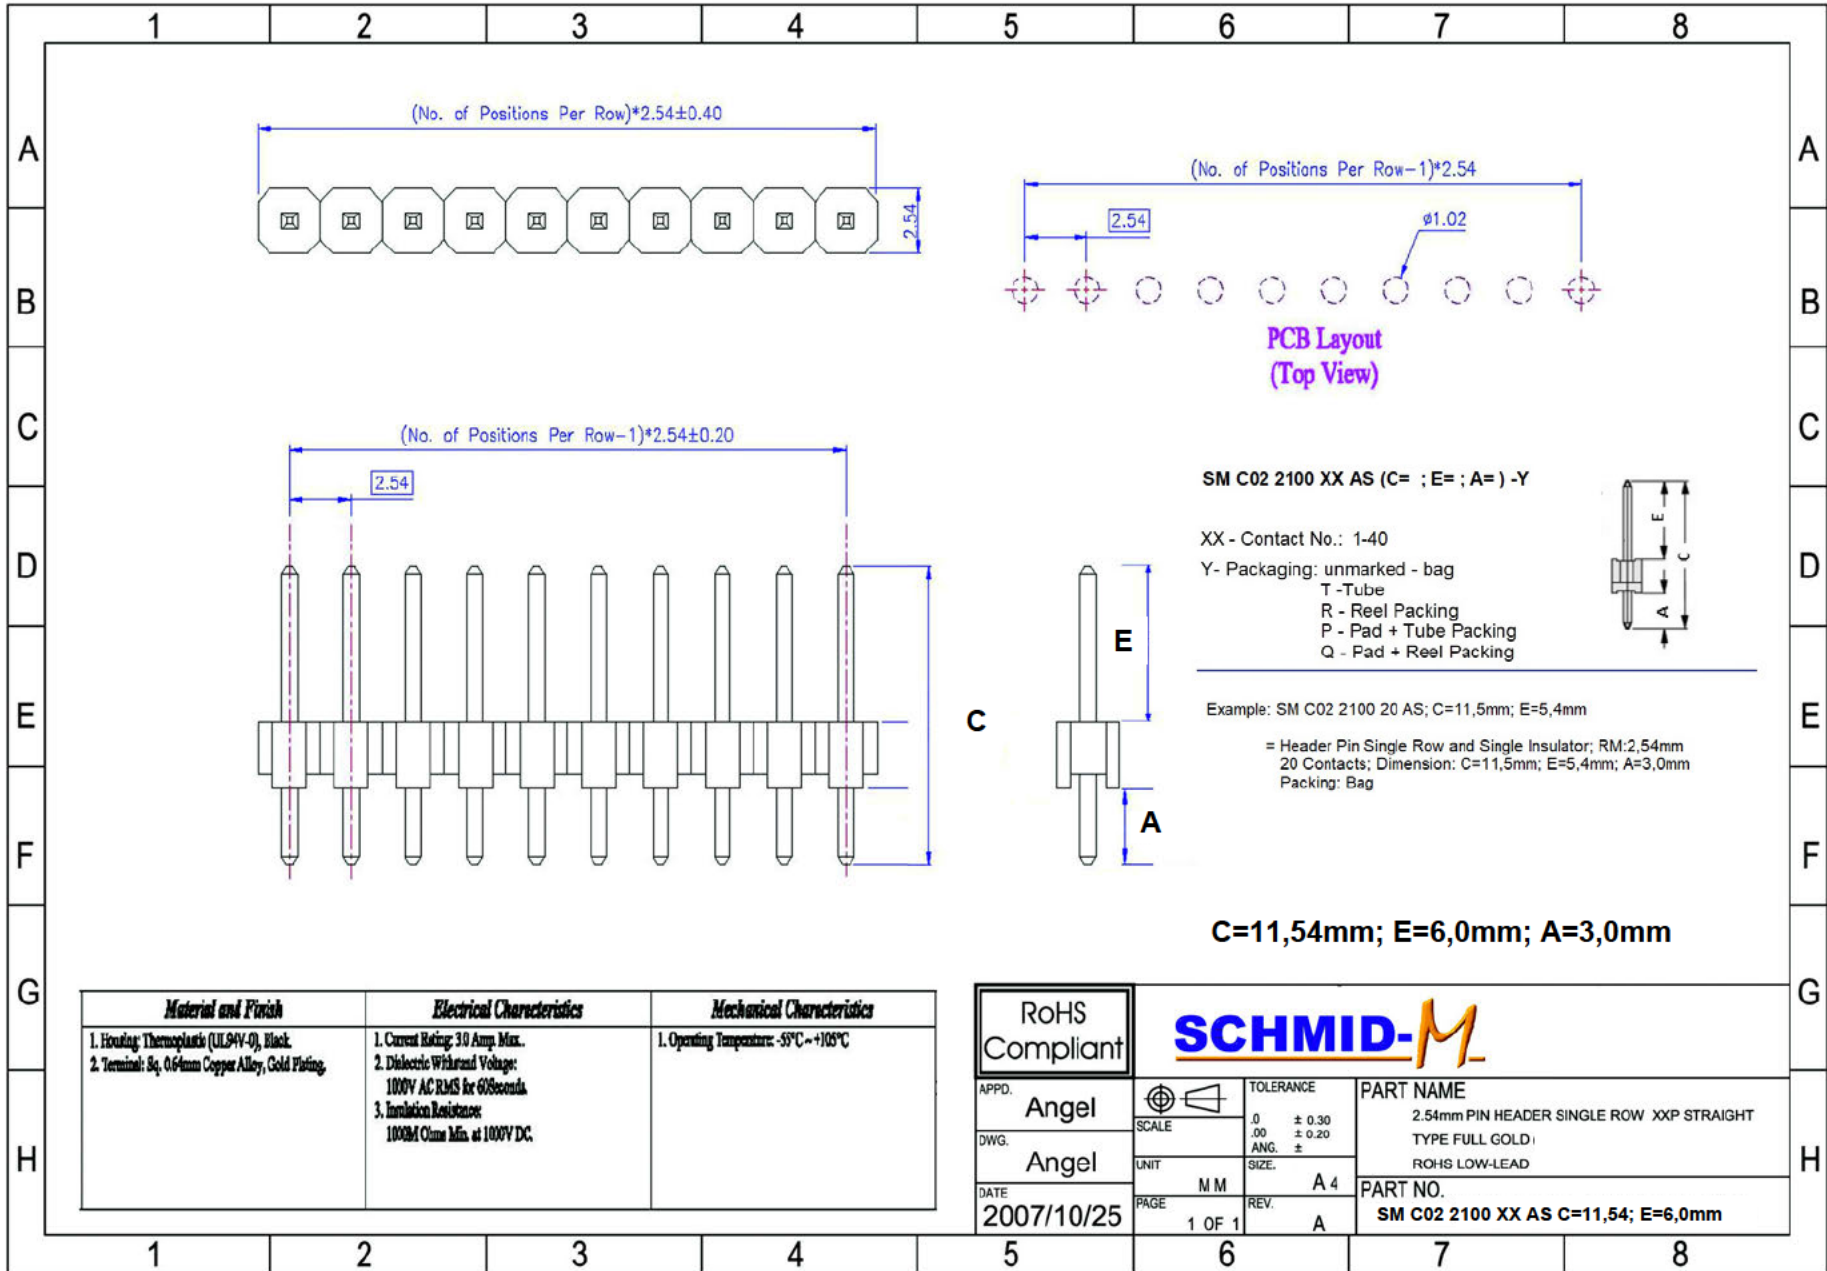 1 2 3 4 5 6 7 8
A
B
C
D
E
F
G
H
A
B
C
D
E
F
G
H
(No. of Positions Per Row)*2.54±0.40
2.54
(No. of Positions Per Row-1)*2.54
2.54
ø1.02
PCB Layout
(Top View)
(No. of Positions Per Row-1)*2.54±0.20
2.54
C
E
A
SM C02 2100 XX AS (C= ; E= ; A= ) -Y
XX - Contact No.: 1-40
Y- Packaging: unmarked - bag
T -Tube
R - Reel Packing
P - Pad + Tube Packing
Q - Pad + Reel Packing
E
C
A
Example: SM C02 2100 20 AS; C=11,5mm; E=5,4mm
= Header Pin Single Row and Single Insulator; RM:2,54mm
20 Contacts; Dimension: C=11,5mm; E=5,4mm; A=3,0mm
Packing: Bag
C=11,54mm; E=6,0mm; A=3,0mm
Material and Finish
1. Housing: Thermoplastic (UL94V-0), Black.
2. Terminal: Sq. 0.64mm Copper Alloy, Gold Plating.
Electrical Characteristics
1. Current Rating: 3.0 Amp Max..
2. Dielectric Withstand Voltage:
1000V AC RMS for 60Seconds.
3. Insulation Resistance:
1000M Ohms Min. at 1000V DC.
Mechanical Characteristics
1. Operating Temperature: -55°C ~ +105°C
RoHS
Compliant
SCHMID-M
APPD.
Angel
DWG.
Angel
DATE
2007/10/25
SCALE
UNIT
MM
PAGE
1 OF 1
TOLERANCE
.0 ± 0.30
.00 ± 0.20
ANG. ±
SIZE.
A 4
REV.
A
PART NAME
2.54mm PIN HEADER SINGLE ROW XXP STRAIGHT
TYPE FULL GOLD
ROHS LOW-LEAD
PART NO.
SM C02 2100 XX AS C=11,54; E=6,0mm
1 2 3 4 5 6 7 8